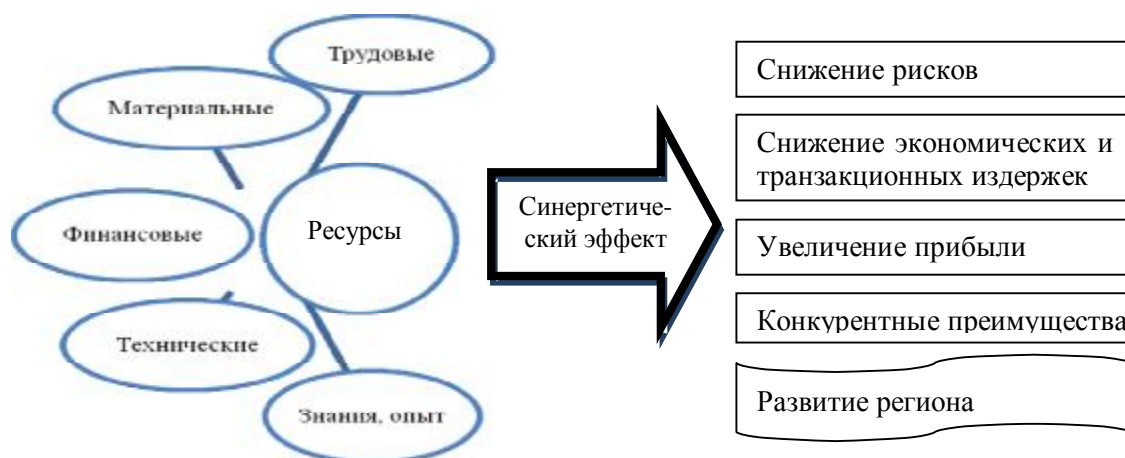 Трудовые
Материальные
Финансовые
Ресурсы
Технические
Знания, опыт
Синергетиче-
ский эффект
Снижение рисков
Снижение экономических и
транзакционных издержек
Увеличение прибыли
Конкурентные преимущества
Развитие региона